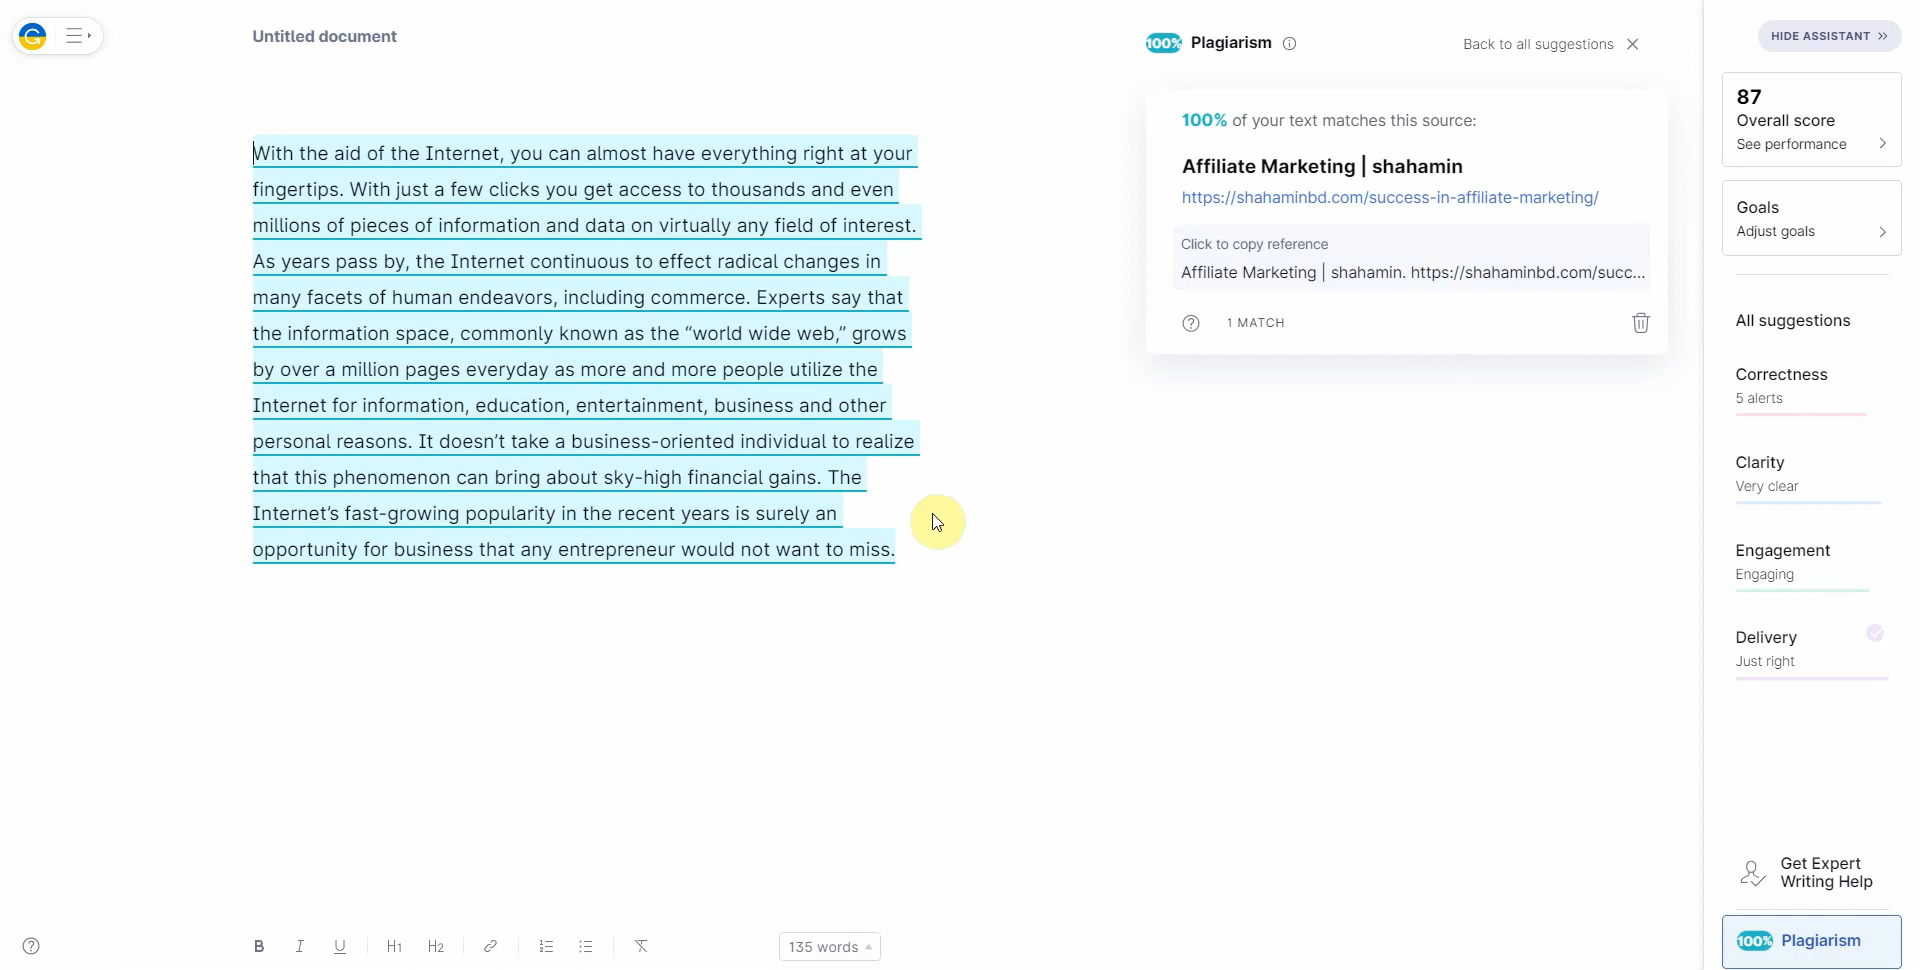 Untitled document
With the aid of the Internet, you can almost have everything right at your
fingertips. With just a few clicks you get access to thousands and even
millions of pieces of information and data on virtually any field of interest.
As years pass by, the Internet continuous to effect radical changes in
many facets of human endeavors, including commerce. Experts say that
the information space, commonly known as the “world wide web,” grows
by over a million pages everyday as more and more people utilize the
Internet for information, education, entertainment, business and other
personal reasons. It doesn’t take a business-oriented individual to realize
that this phenomenon can bring about sky-high financial gains. The
Internet’s fast-growing popularity in the recent years is surely an
opportunity for business that any entrepreneur would not want to miss.
B I U H1 H2
135 words
100% Plagiarism
Back to all suggestions
100% of your text matches this source:
Affiliate Marketing | shahamin
https://shahaminbd.com/success-in-affiliate-marketing/
Click to copy reference
Affiliate Marketing | shahamin. https://shahaminbd.com/succ...
1 MATCH
HIDE ASSISTANT
87
Overall score
See performance
Goals
Adjust goals
All suggestions
Correctness
5 alerts
Clarity
Very clear
Engagement
Engaging
Delivery
Just right
Get Expert
Writing Help
100% Plagiarism